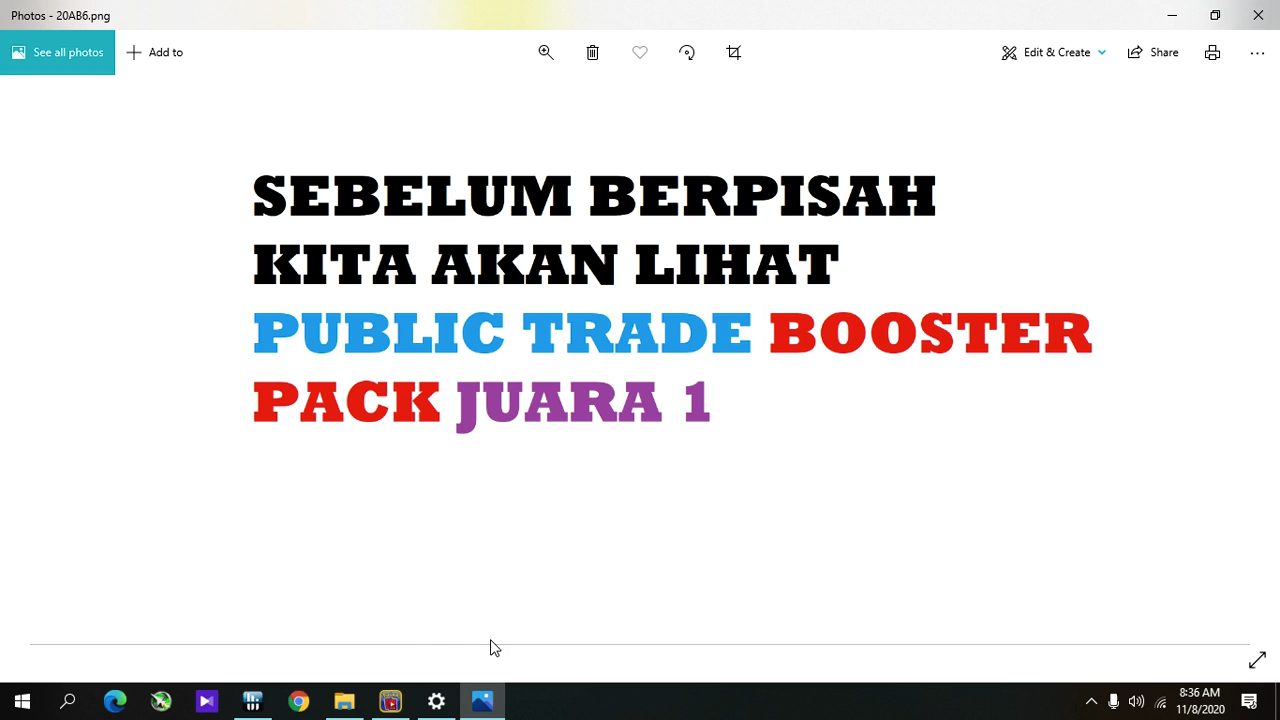 Photos - 20AB6.png
See all photos
Add to
Edit & Create
Share
SEBELUM BERPISAH
KITA AKAN LIHAT
PUBLIC TRADE BOOSTER
PACK JUARA 1
8:36 AM
11/8/2020